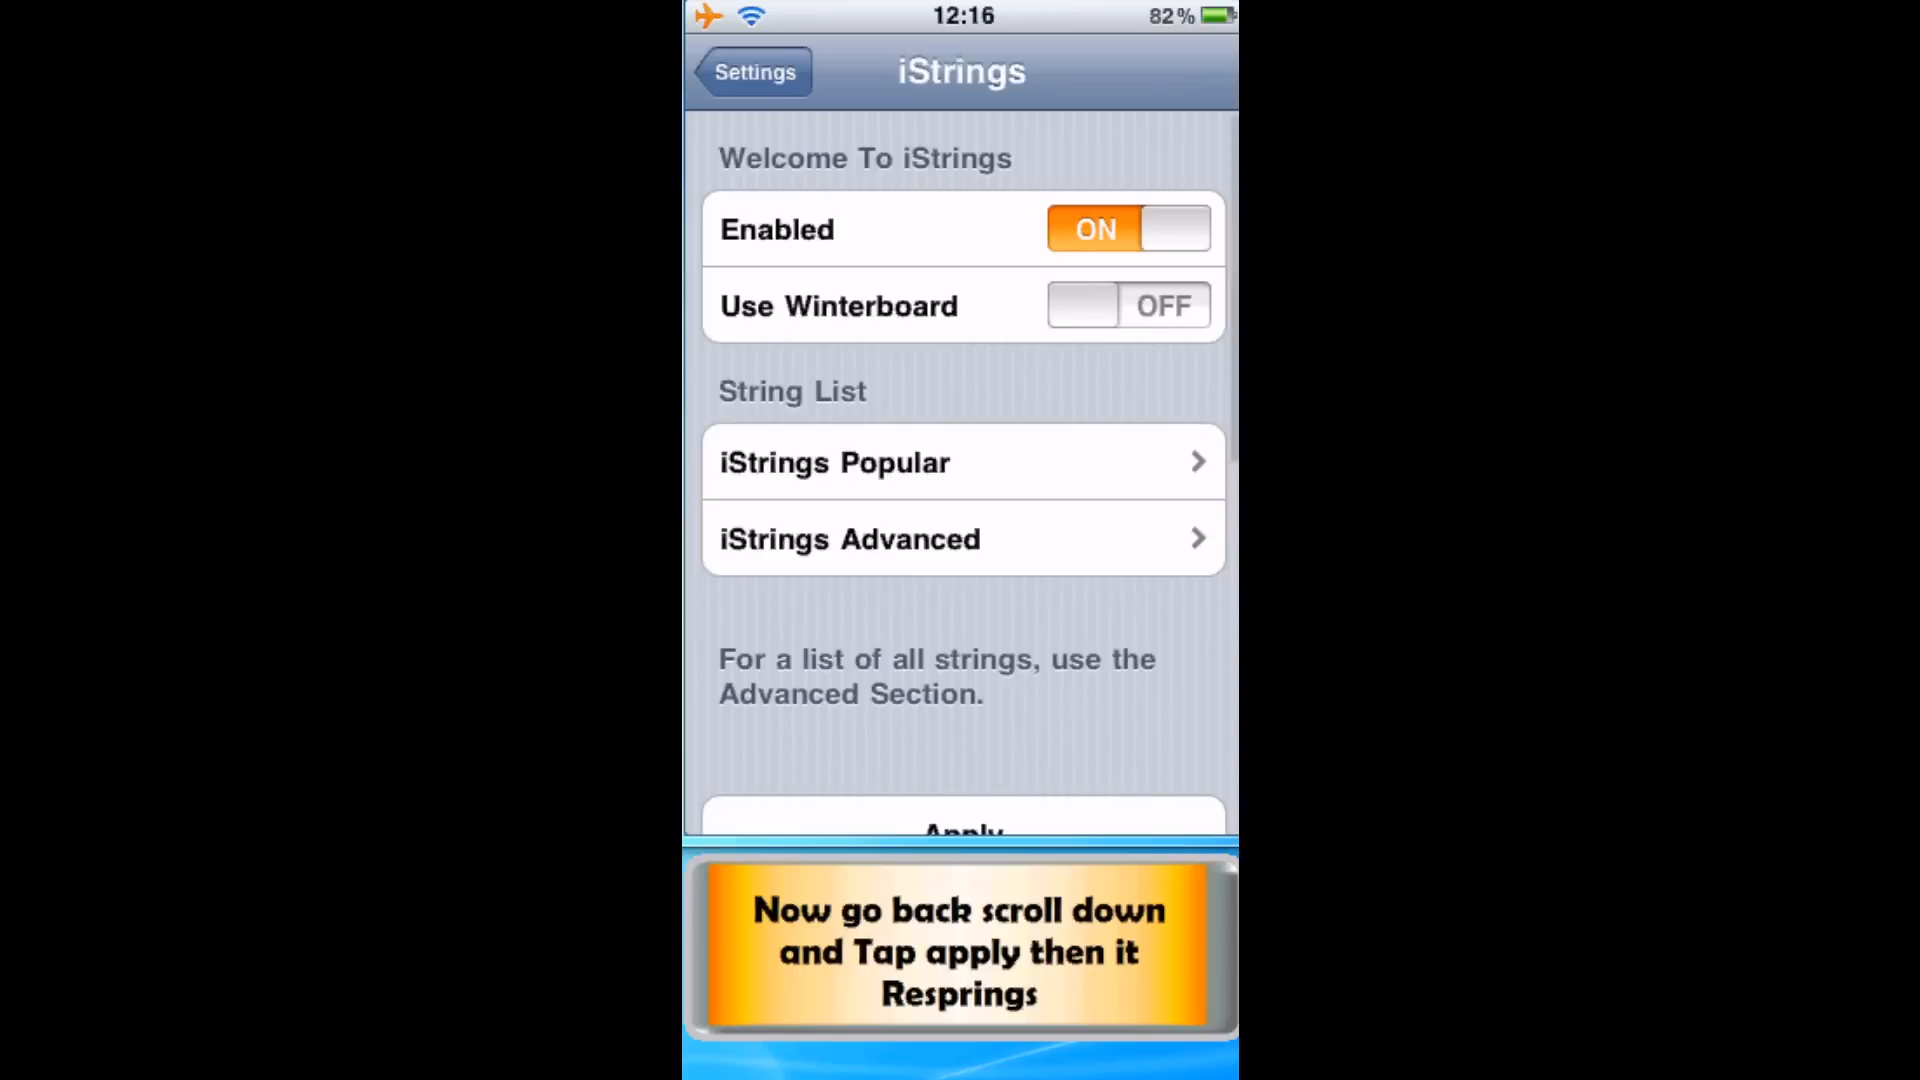 12:16
82%
Settings
iStrings
Welcome To iStrings
Enabled
ON
Use Winterboard
OFF
String List
iStrings Popular
iStrings Advanced
For a list of all strings, use the
Advanced Section.
Apply
Now go back scroll down
and Tap apply then it
Resprings